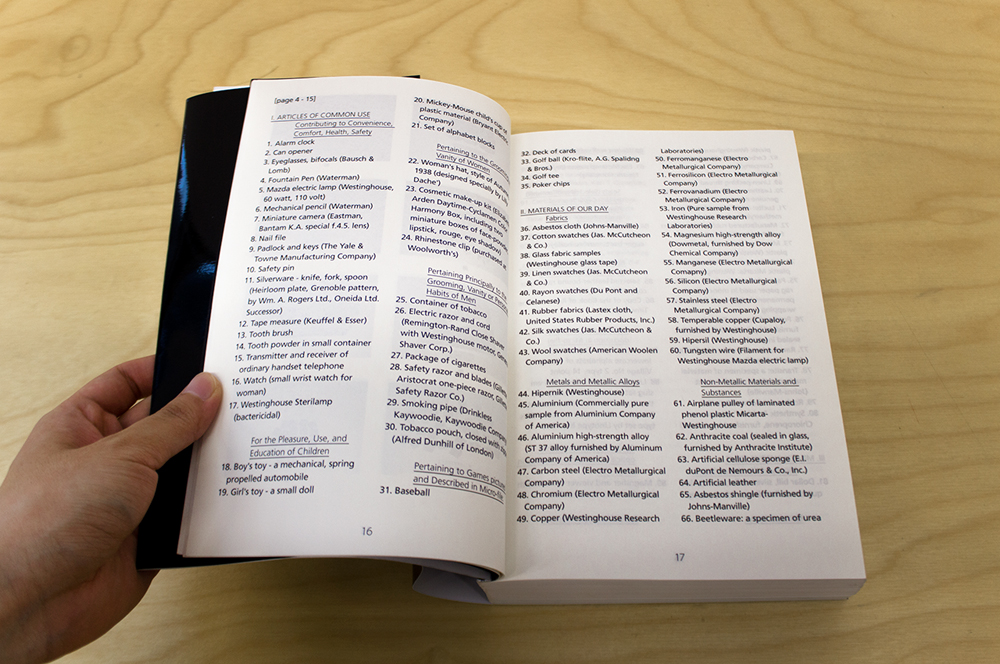 [page 4 - 15]
I. ARTICLES OF COMMON USE
Contributing to Convenience,
Comfort, Health, Safety
1. Alarm clock
2. Can opener
3. Eyeglasses, bifocals (Bausch &
Lomb)
4. Fountain Pen (Waterman)
5. Mazda electric lamp (Westinghouse,
60 watt, 110 volt)
6. Mechanical pencil (Waterman)
7. Miniature camera (Eastman,
Bantam K.A. special f.4.5. lens)
8. Nail file
9. Padlock and keys (The Yale &
Towne Manufacturing Company)
10. Safety pin
11. Silverware - knife, fork, spoon
(Heirloom plate, Grenoble pattern,
by Wm. A. Rogers Ltd., Oneida Ltd.
Successor)
12. Tape measure (Keuffel & Esser)
13. Tooth brush
14. Tooth powder in small container
15. Transmitter and receiver of
ordinary handset telephone
16. Watch (small wrist watch for
woman)
17. Westinghouse Sterilamp
(bactericidal)
For the Pleasure, Use, and
Education of Children
18. Boy's toy - a mechanical, spring
propelled automobile
19. Girl's toy - a small doll
20. Mickey-Mouse child's cup of
plastic material (Bryant
Company)
21. Set of alphabet blocks
Pertaining to the
Vanity of Women
22. Woman's hat, style of
1938 (designed specially by
Dache')
23. Cosmetic make-up kit
Arden Daytime-Cyclamen
Harmony Box, including two
miniature boxes of face-powder,
lipstick, rouge, eye shadow)
24. Rhinestone clip (purchased
Woolworth's)
Pertaining Principally to the
Grooming, Vanity or
Habits of Men
25. Container of tobacco
26. Electric razor and cord
(Remington-Rand Close Shaver
with Westinghouse motor,
Shaver Corp.)
27. Package of cigarettes
28. Safety razor and blades
Aristocrat one-piece razor,
Safety Razor Co.)
29. Smoking pipe (Drinkless
Kaywoodie, Kaywoodie Company
30. Tobacco pouch, closed with
(Alfred Dunhill of London)
Pertaining to Games
and Described in
31. Baseball
16
32. Deck of cards
33. Golf ball (Kro-flite, A.G. Spaliding
& Bros.)
34. Golf tee
35. Poker chips
II. MATERIALS OF OUR DAY
Fabrics
36. Asbestos cloth (Johns-Manville)
37. Cotton swatches (Jas. McCutcheon
& Co.)
38. Glass fabric samples
(Westinghouse glass tape)
39. Linen swatches (Jas. McCutcheon
& Co.)
40. Rayon swatches (Du Pont and
Celanese)
41. Rubber fabrics (Lastex cloth,
United States Rubber Products, Inc.)
42. Silk swatches (Jas. McCutcheon &
Co.)
43. Wool swatches (American Woolen
Company)
Metals and Metallic Alloys
44. Hipernik (Westinghouse)
45. Aluminium (Commercially pure
sample from Aluminium Company
of America)
46. Aluminium high-strength alloy
(ST 37 alloy furnished by Aluminum
Company of America)
47. Carbon steel (Electro Metallurgical
Company)
48. Chromium (Electro Metallurgical
Company)
49. Copper (Westinghouse Research
Laboratories)
50. Ferromanganese (Electro
Metallurgical Company)
51. Ferrosilicon (Electro Metallurgical
Company)
52. Ferrovanadium (Electro
Metallurgical Company)
53. Iron (Pure sample from
Westinghouse Research
Laboratories)
54. Magnesium high-strength alloy
(Dowmetal, furnished by Dow
Chemical Company)
55. Manganese (Electro Metallurgical
Comapny)
56. Silicon (Electro Metallurgical
Company)
57. Stainless steel (Electro
Metallurgical Company)
58. Temperable copper (Cupaloy,
furnished by Westinghouse)
59. Hipersil (Westinghouse)
60. Tungsten wire (Filament for
Westinghouse Mazda electric lamp)
Non-Metallic Materials and
Substances
61. Airplane pulley of laminated
phenol plastic Micarta-
Westinghouse
62. Anthracite coal (sealed in glass,
furnished by Anthracite Institute)
63. Artificial cellulose sponge (E.I.
duPont de Nemours & Co., Inc.)
64. Artificial leather
65. Asbestos shingle (furnished by
Johns-Manville)
66. Beetleware: a specimen of urea
17